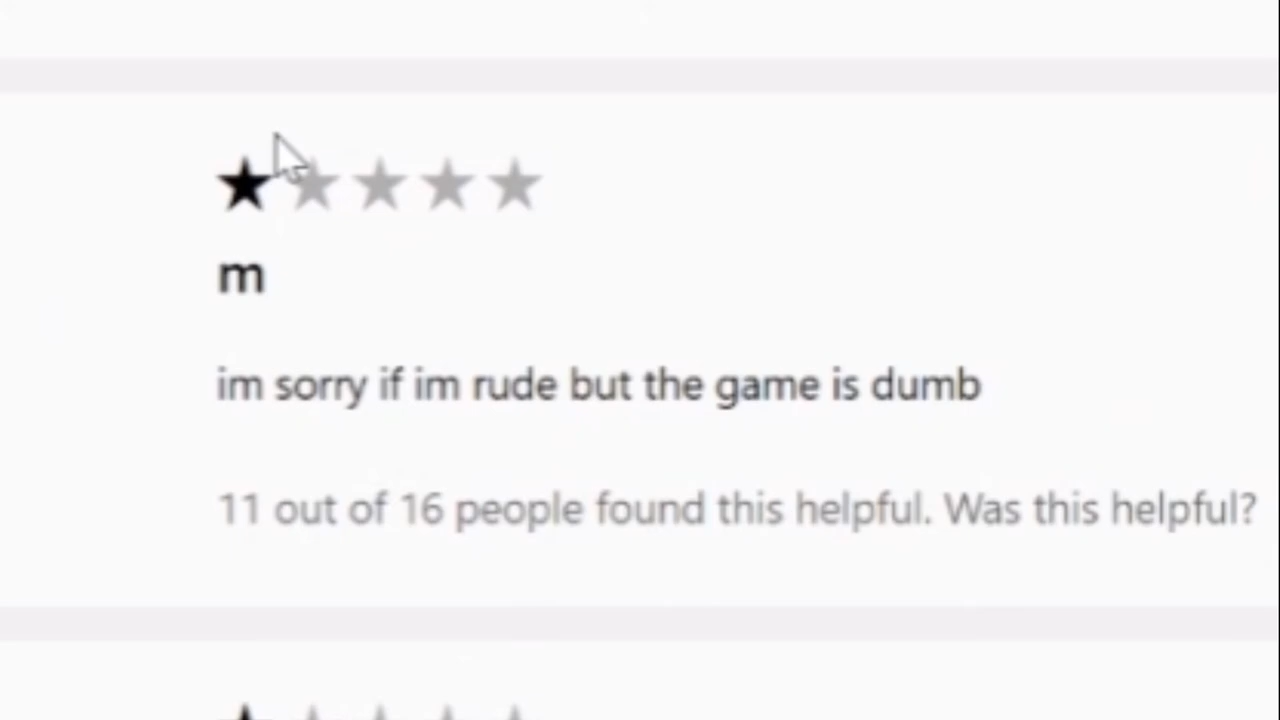 m
im sorry if im rude but the game is dumb
11 out of 16 people found this helpful. Was this helpful?